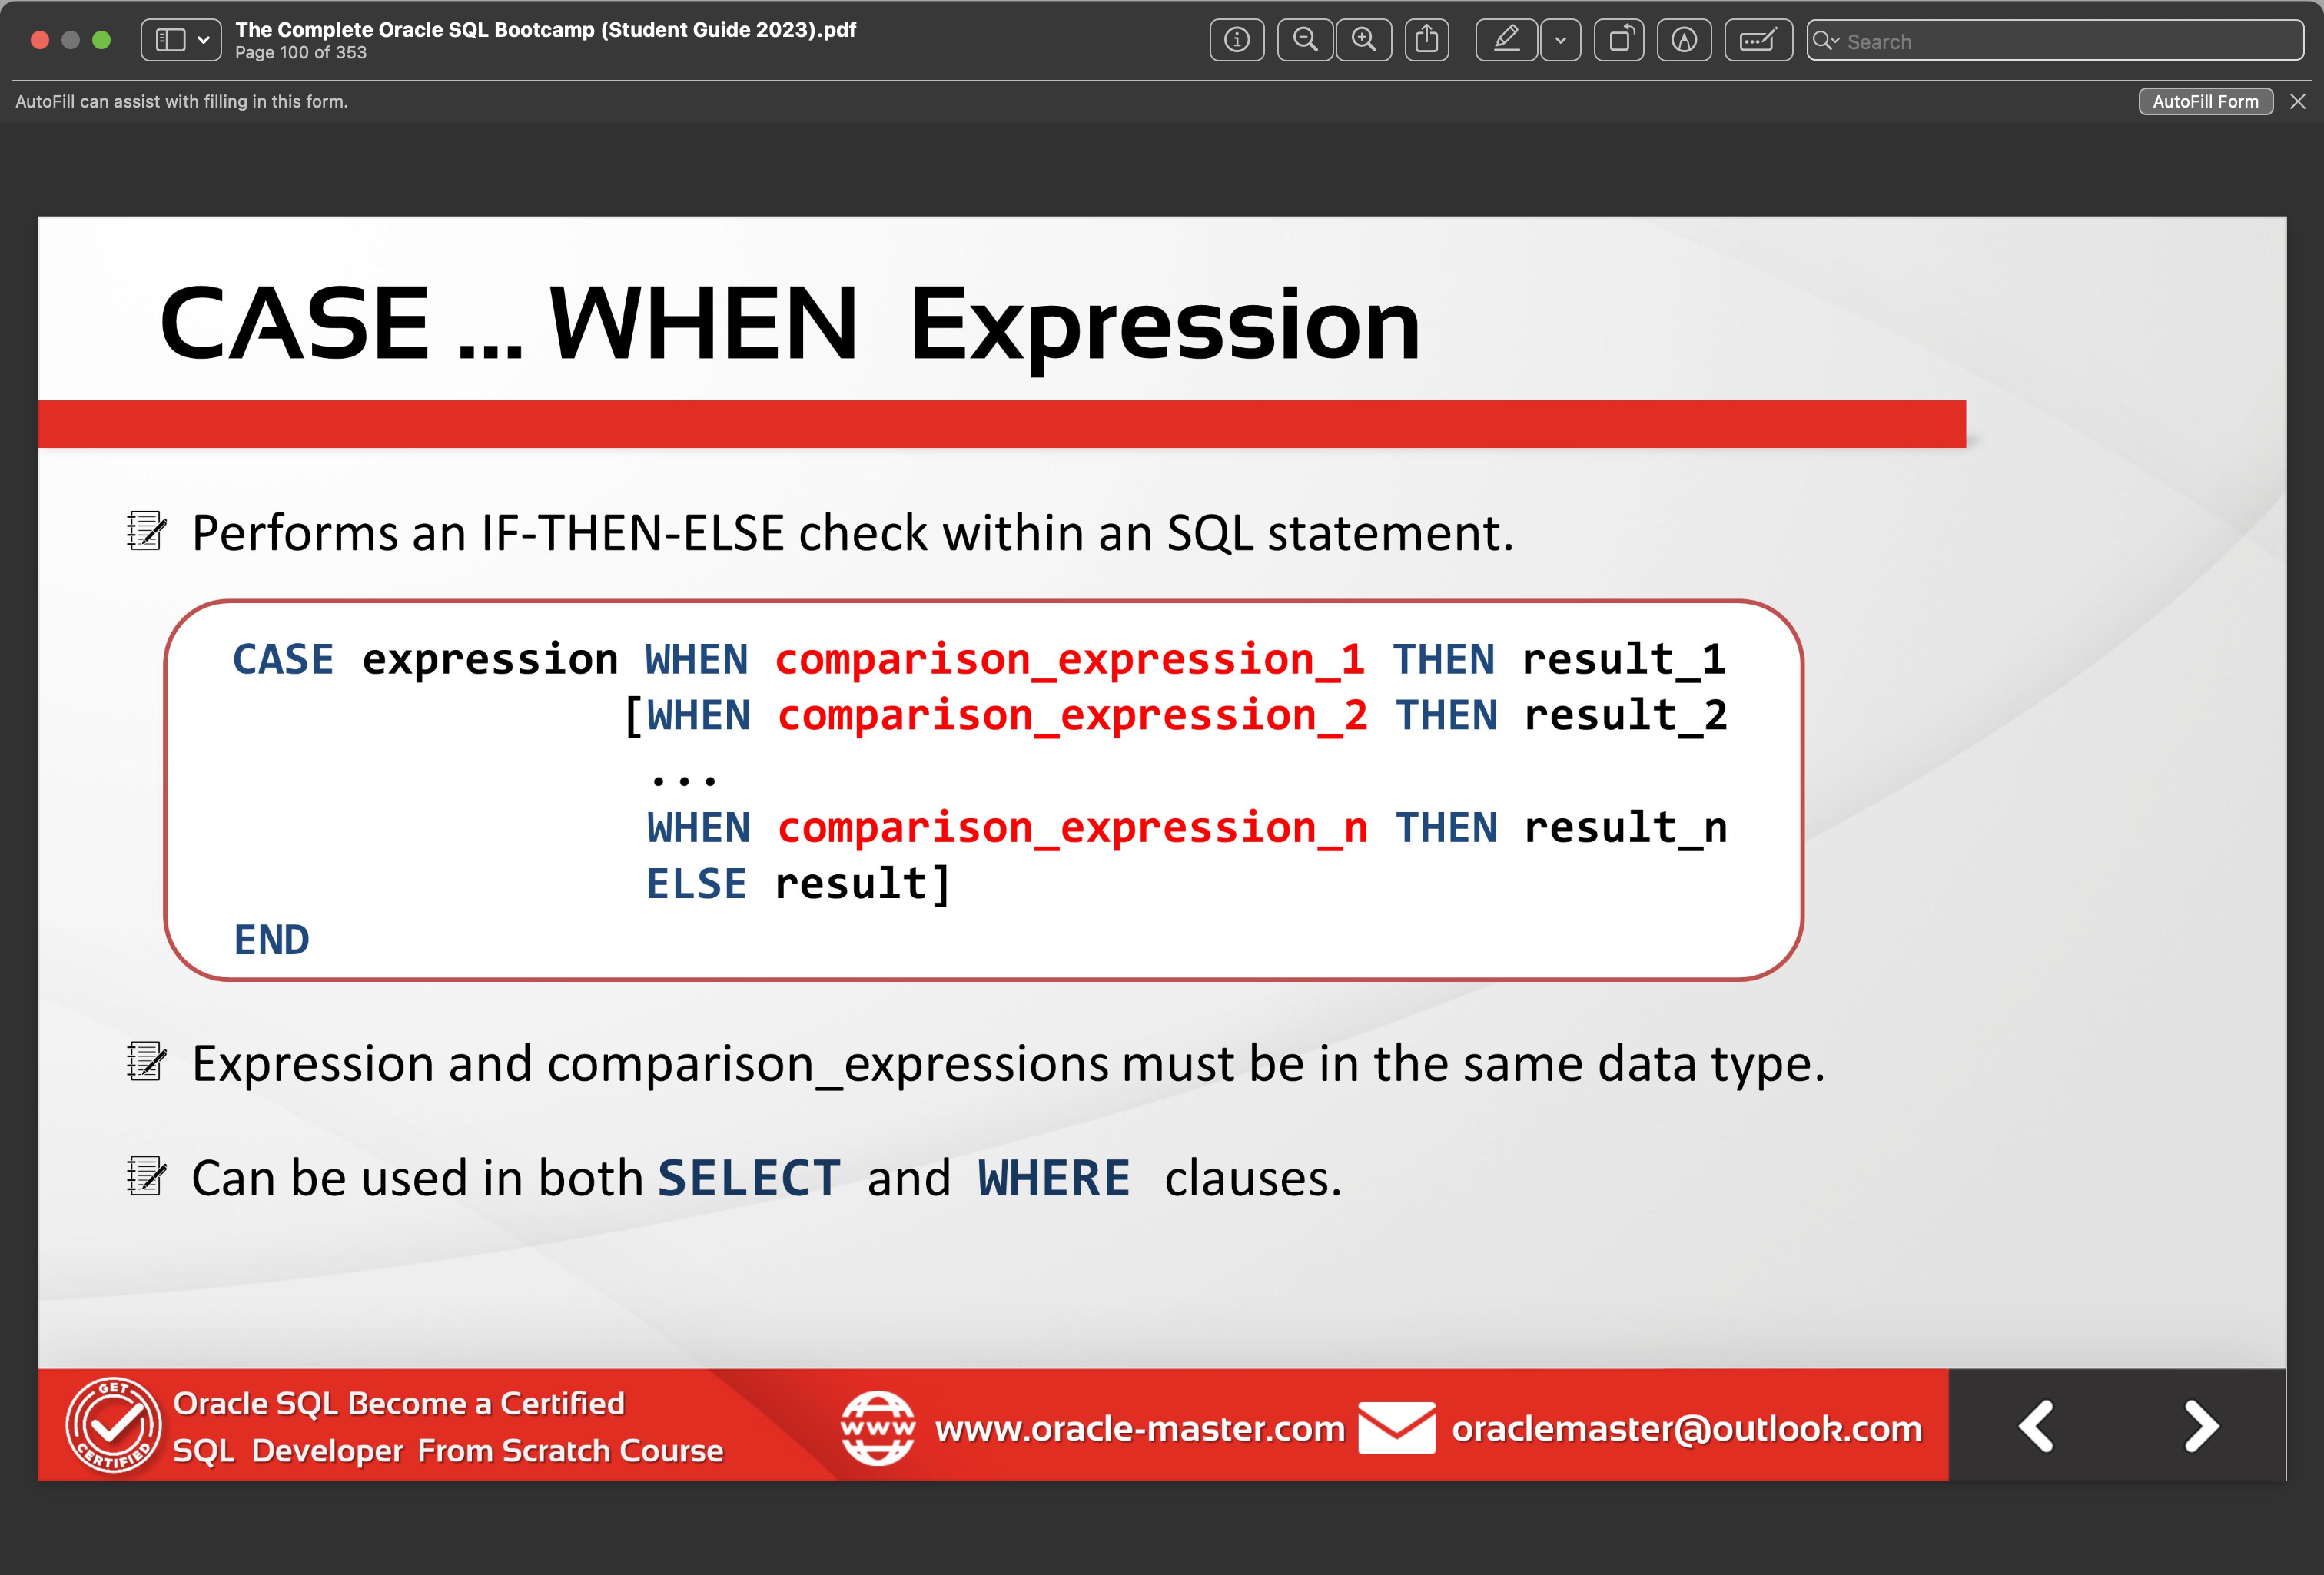 The Complete Oracle SQL Bootcamp (Student Guide 2023).pdf
Page 100 of 353
Search
AutoFill can assist with filling in this form.
AutoFill Form
CASE ... WHEN Expression
Performs an IF-THEN-ELSE check within an SQL statement.
CASE expression WHEN comparison_expression_1 THEN result_1
[WHEN comparison_expression_2 THEN result_2
...
WHEN comparison_expression_n THEN result_n
ELSE result]
END
Expression and comparison_expressions must be in the same data type.
Can be used in both SELECT and WHERE clauses.
GET
CERTIFIED
Oracle SQL Become a Certified
SQL Developer From Scratch Course
www
www.oracle-master.com
oraclemaster@outlook.com